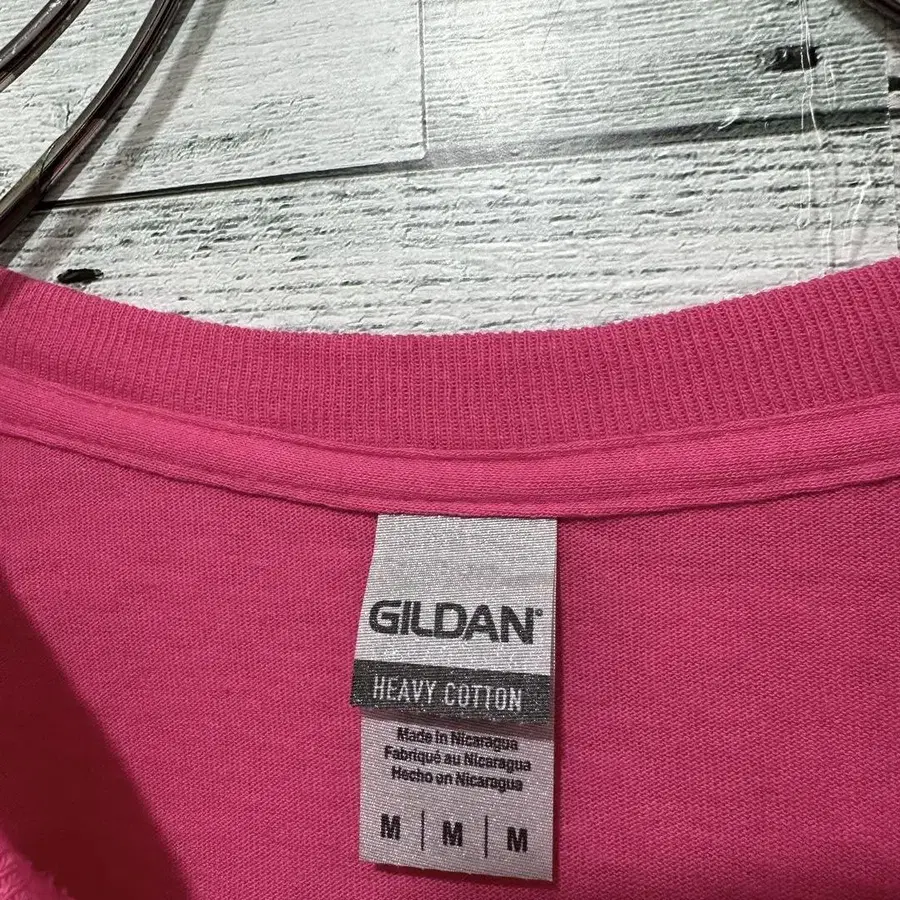 GILDAN®
HEAVY COTTON
Made in Nicaragua
Fabriqué au Nicaragua
Hecho en Nicaragua
M | M | M